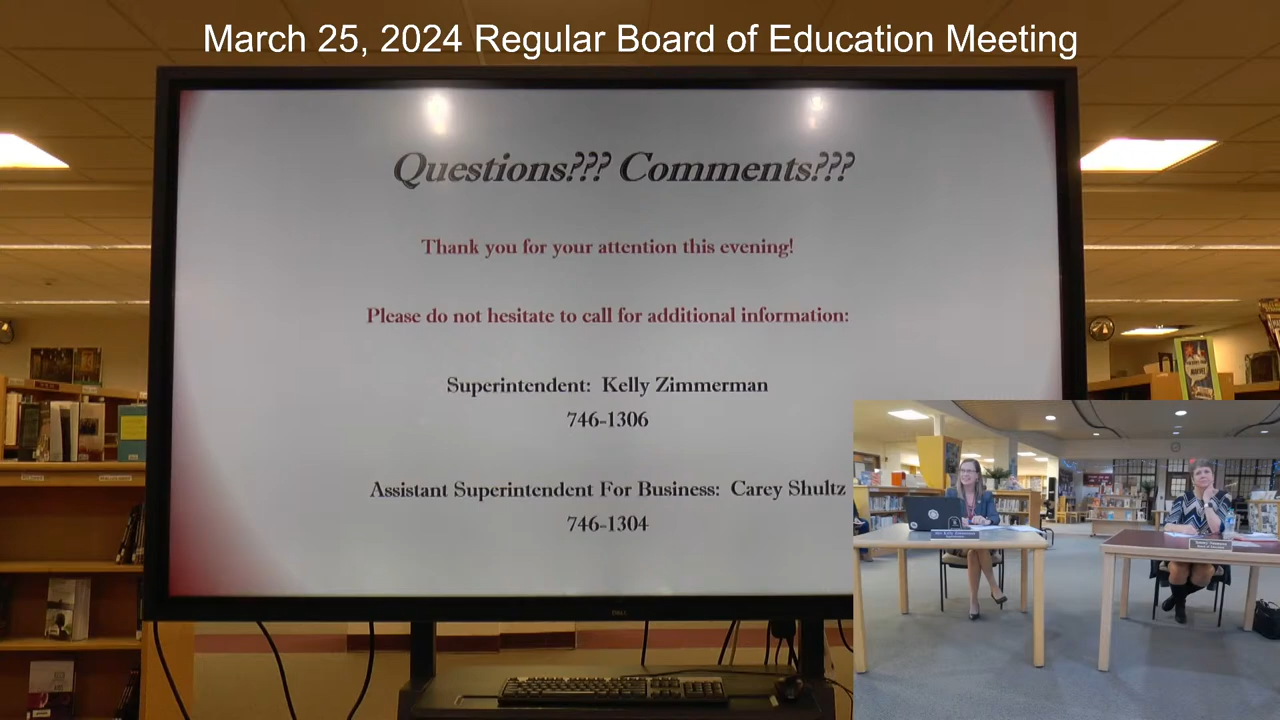 March 25, 2024 Regular Board of Education Meeting
Questions??? Comments???
Thank you for your attention this evening!
Please do not hesitate to call for additional information:
Superintendent: Kelly Zimmerman
746-1306
Assistant Superintendent For Business: Carey Shultz
746-1304
DELL